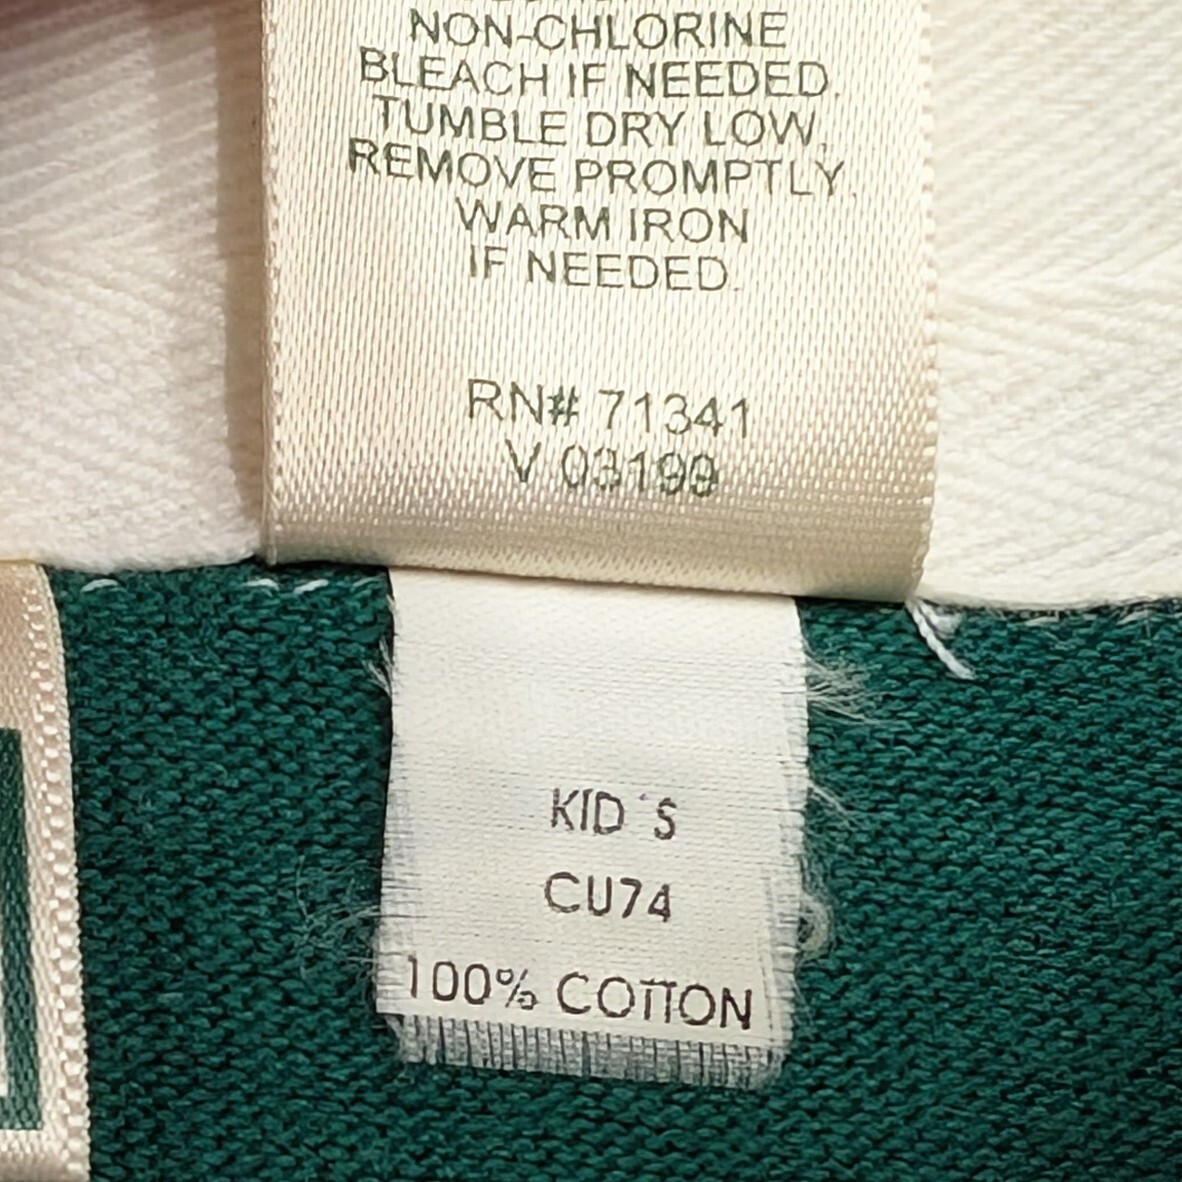 NON-CHLORINE
BLEACH IF NEEDED.
TUMBLE DRY LOW,
REMOVE PROMPTLY.
WARM IRON
IF NEEDED.
RN# 71341
V 03199
KID'S
CU74
100% COTTON